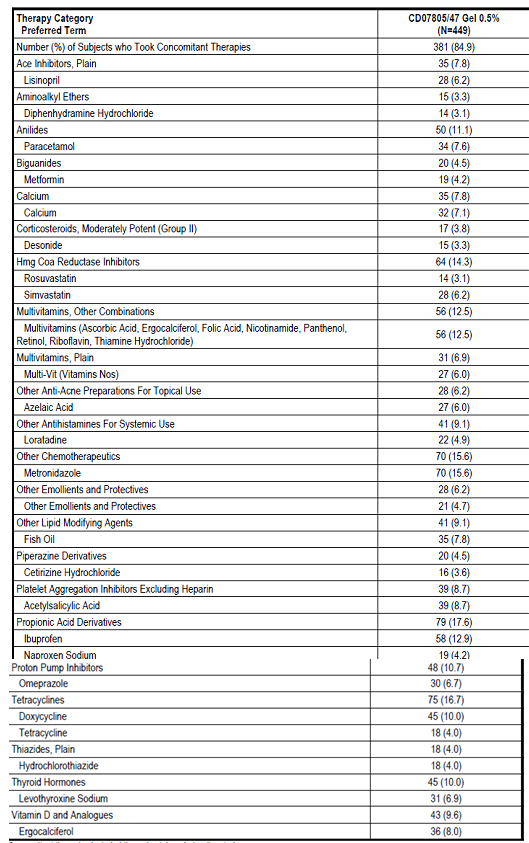 Therapy Category CD07805/47 Gel 0.5%
Preferred Term (N=449)
Number (%) of Subjects who Took Concomitant Therapies 381 (84.9)
Ace Inhibitors, Plain 35 (7.8)
Lisinopril 28 (6.2)
Aminoalkyl Ethers 15 (3.3)
Diphenhydramine Hydrochloride 14 (3.1)
Anilides 50 (11.1)
Paracetamol 34 (7.6)
Biguanides 20 (4.5)
Metformin 19 (4.2)
Calcium 35 (7.8)
Calcium 32 (7.1)
Corticosteroids, Moderately Potent (Group II) 17 (3.8)
Desonide 15 (3.3)
Hmg Coa Reductase Inhibitors 64 (14.3)
Rosuvastatin 14 (3.1)
Simvastatin 28 (6.2)
Multivitamins, Other Combinations 56 (12.5)
Multivitamins (Ascorbic Acid, Ergocalciferol, Folic Acid, Nicotinamide, Panthenol,
Retinol, Riboflavin, Thiamine Hydrochloride) 56 (12.5)
Multivitamins, Plain 31 (6.9)
Multi-Vit (Vitamins Nos) 27 (6.0)
Other Anti-Acne Preparations For Topical Use 28 (6.2)
Azelaic Acid 27 (6.0)
Other Antihistamines For Systemic Use 41 (9.1)
Loratadine 22 (4.9)
Other Chemotherapeutics 70 (15.6)
Metronidazole 70 (15.6)
Other Emollients and Protectives 28 (6.2)
Other Emollients and Protectives 21 (4.7)
Other Lipid Modifying Agents 41 (9.1)
Fish Oil 35 (7.8)
Piperazine Derivatives 20 (4.5)
Cetirizine Hydrochloride 16 (3.6)
Platelet Aggregation Inhibitors Excluding Heparin 39 (8.7)
Acetylsalicylic Acid 39 (8.7)
Propionic Acid Derivatives 79 (17.6)
Ibuprofen 58 (12.9)
Naproxen Sodium 19 (4.2)
Proton Pump Inhibitors 48 (10.7)
Omeprazole 30 (6.7)
Tetracyclines 75 (16.7)
Doxycycline 45 (10.0)
Tetracycline 18 (4.0)
Thiazides, Plain 18 (4.0)
Hydrochlorothiazide 18 (4.0)
Thyroid Hormones 45 (10.0)
Levothyroxine Sodium 31 (6.9)
Vitamin D and Analogues 43 (9.6)
Ergocalciferol 36 (8.0)